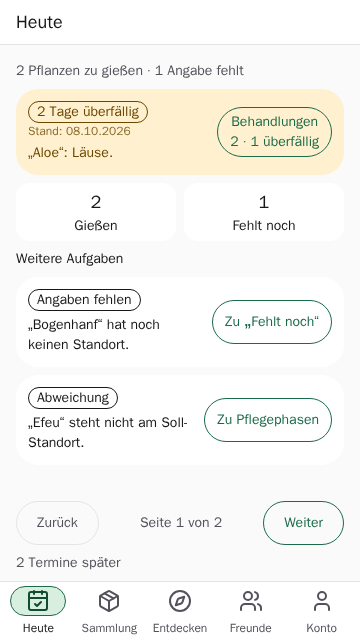 Heute
2 Pflanzen zu gießen · 1 Angabe fehlt
2 Tage überfällig
Stand: 08.10.2026
„Aloe“: Läuse.
Behandlungen
2 · 1 überfällig
2
Gießen
1
Fehlt noch
Weitere Aufgaben
Angaben fehlen
„Bogenhanf“ hat noch
keinen Standort.
Zu „Fehlt noch“
Abweichung
„Efeu“ steht nicht am Soll-
Standort.
Zu Pflegephasen
Zurück
Seite 1 von 2
Weiter
2 Termine später
Heute
Sammlung
Entdecken
Freunde
Konto